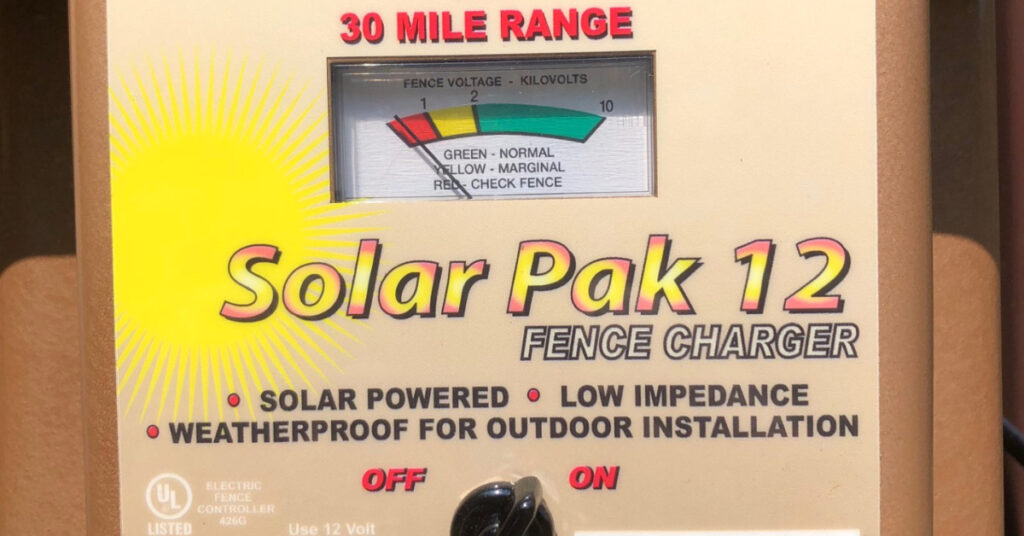 30 MILE RANGE
FENCE VOLTAGE - KILOVOLTS
1 2 10
GREEN - NORMAL
YELLOW - MARGINAL
RED - CHECK FENCE
Solar Pak 12
FENCE CHARGER
• SOLAR POWERED • LOW IMPEDANCE
• WEATHERPROOF FOR OUTDOOR INSTALLATION
OFF ON
UL
LISTED
ELECTRIC
FENCE
CONTROLLER
426G
Use 12 Volt